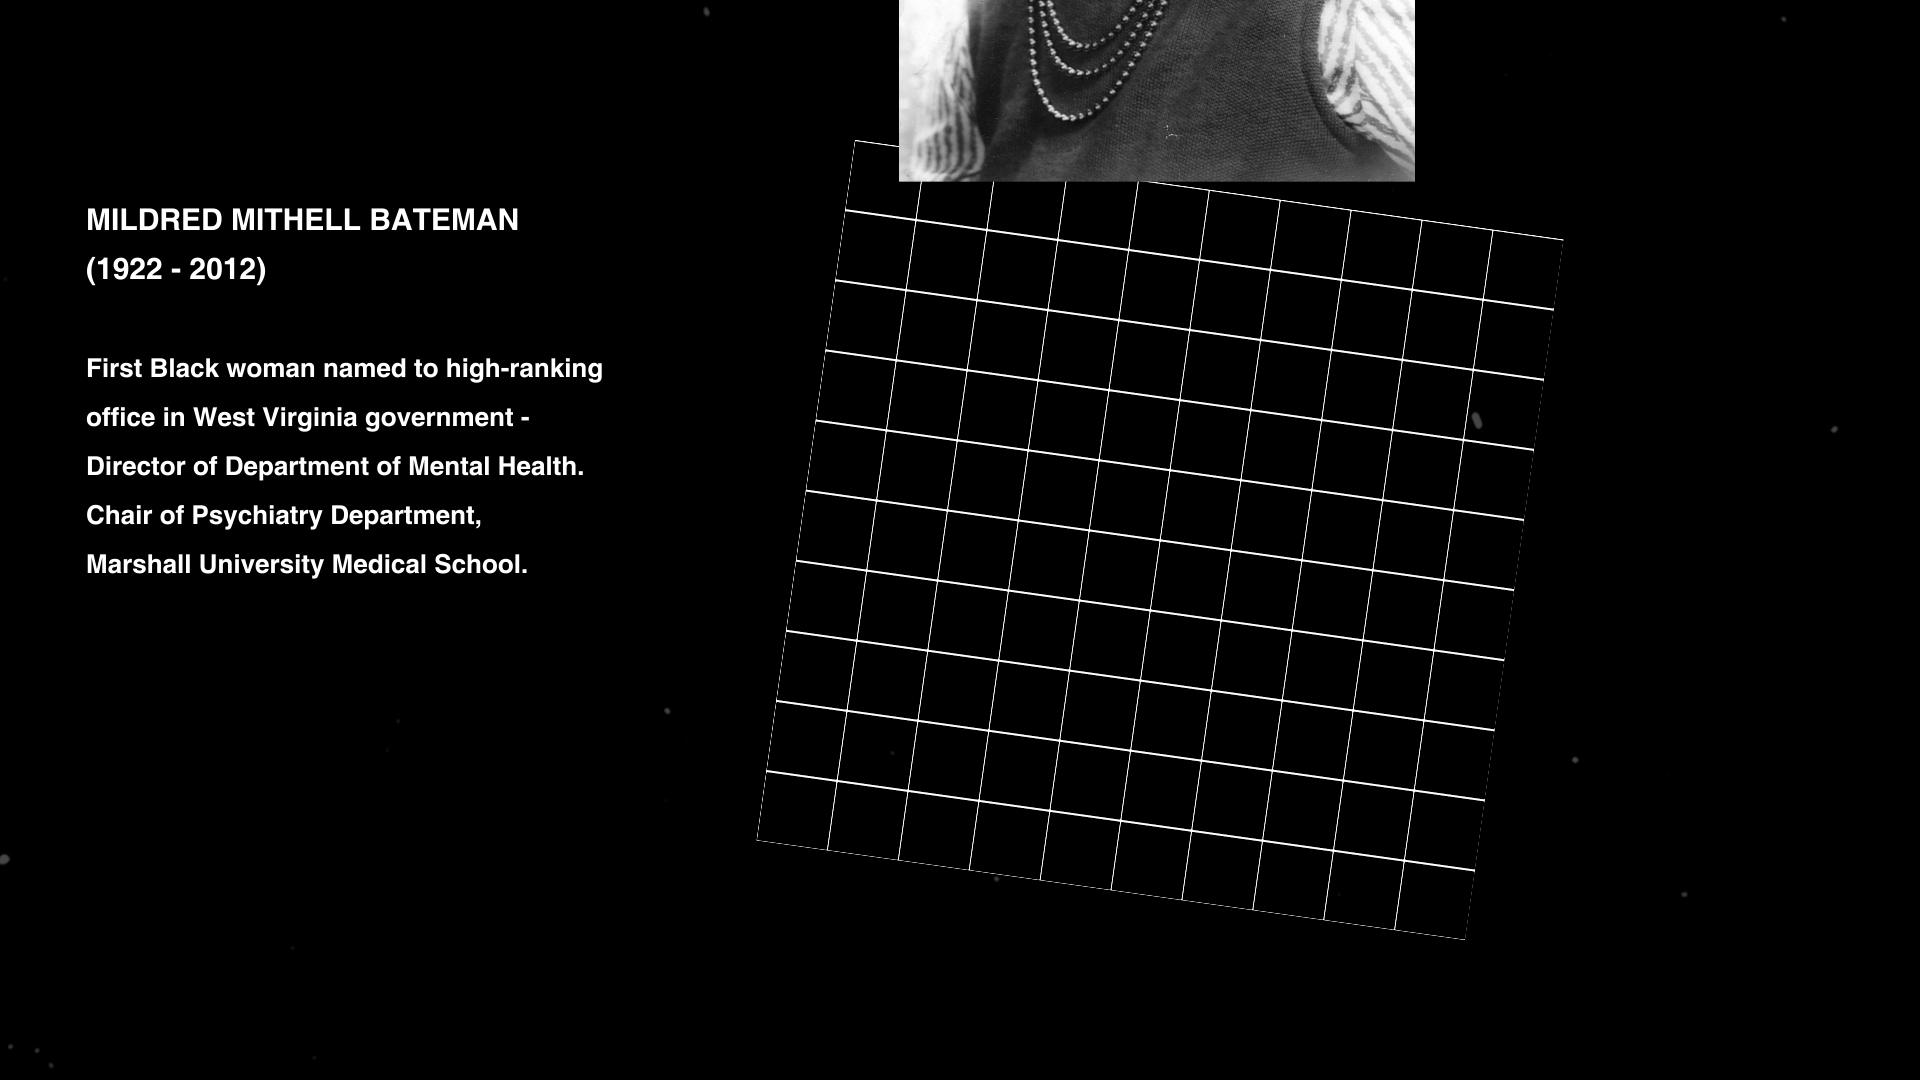 MILDRED MITHELL BATEMAN
(1922 - 2012)
First Black woman named to high-ranking
office in West Virginia government -
Director of Department of Mental Health.
Chair of Psychiatry Department,
Marshall University Medical School.